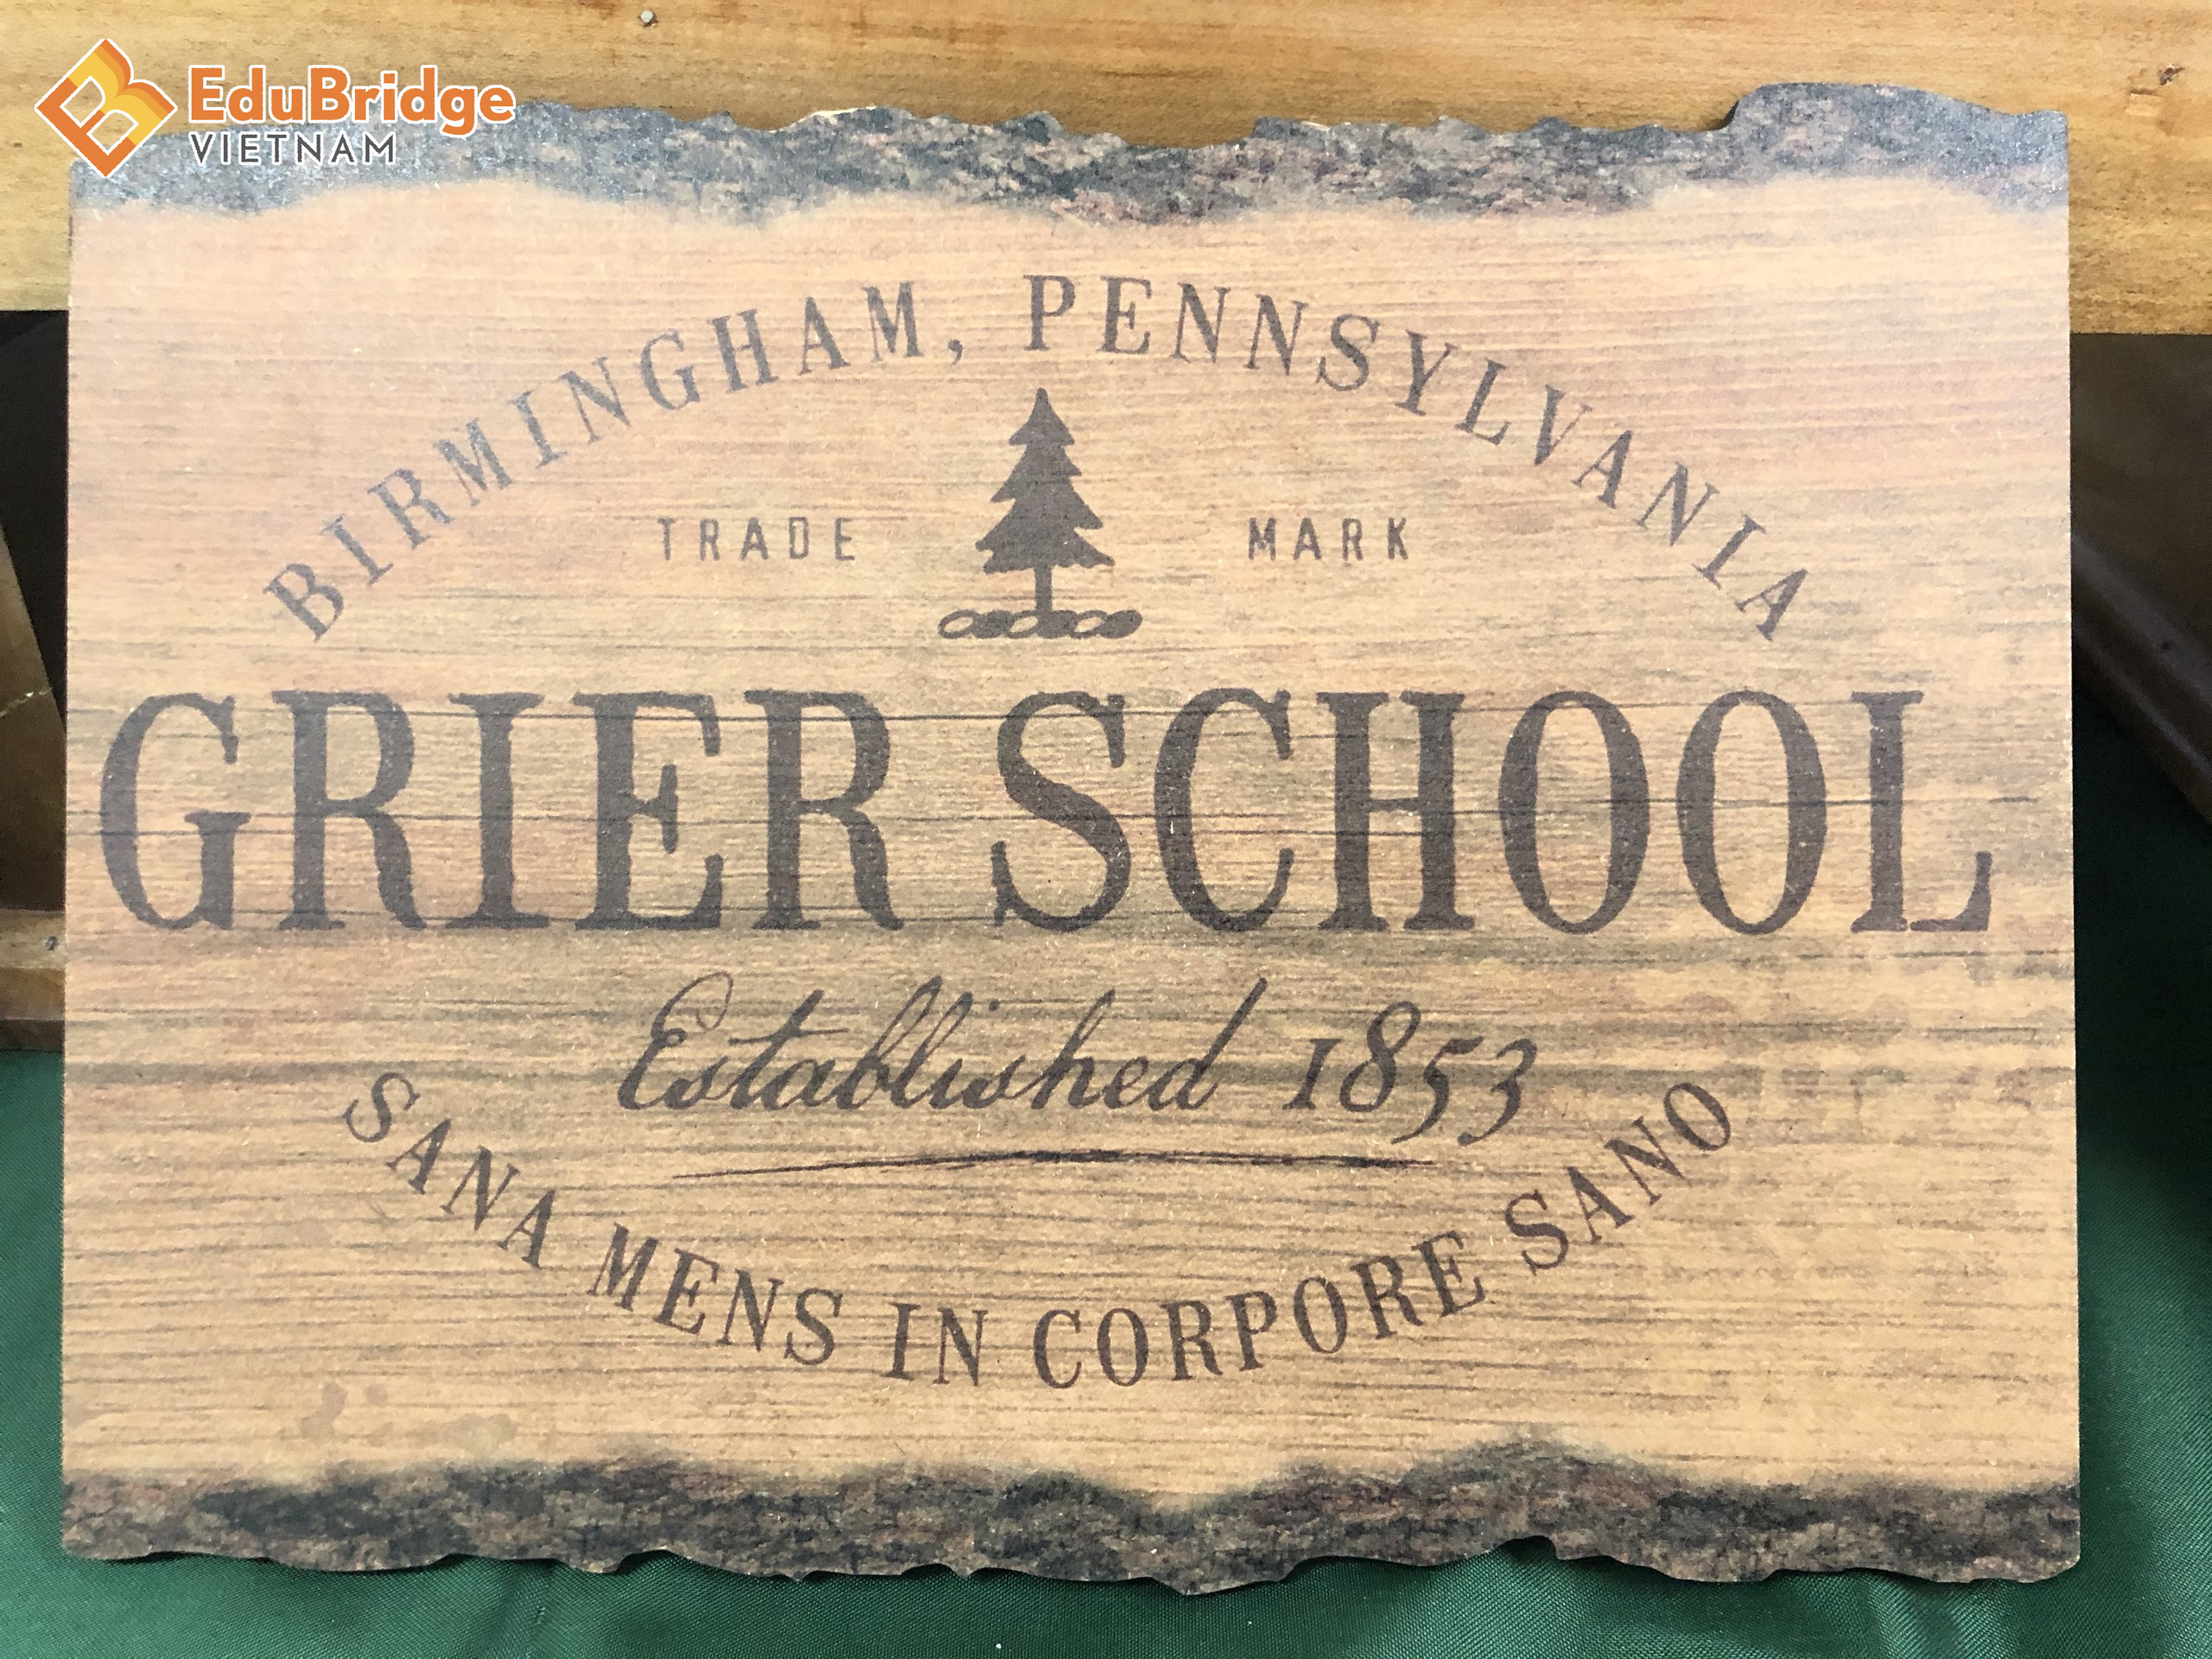 EduBridge
VIETNAM
BIRMINGHAM, PENNSYLVANIA
TRADE MARK
GRIER SCHOOL
Established 1853
SANA MENS IN CORPORE SANO